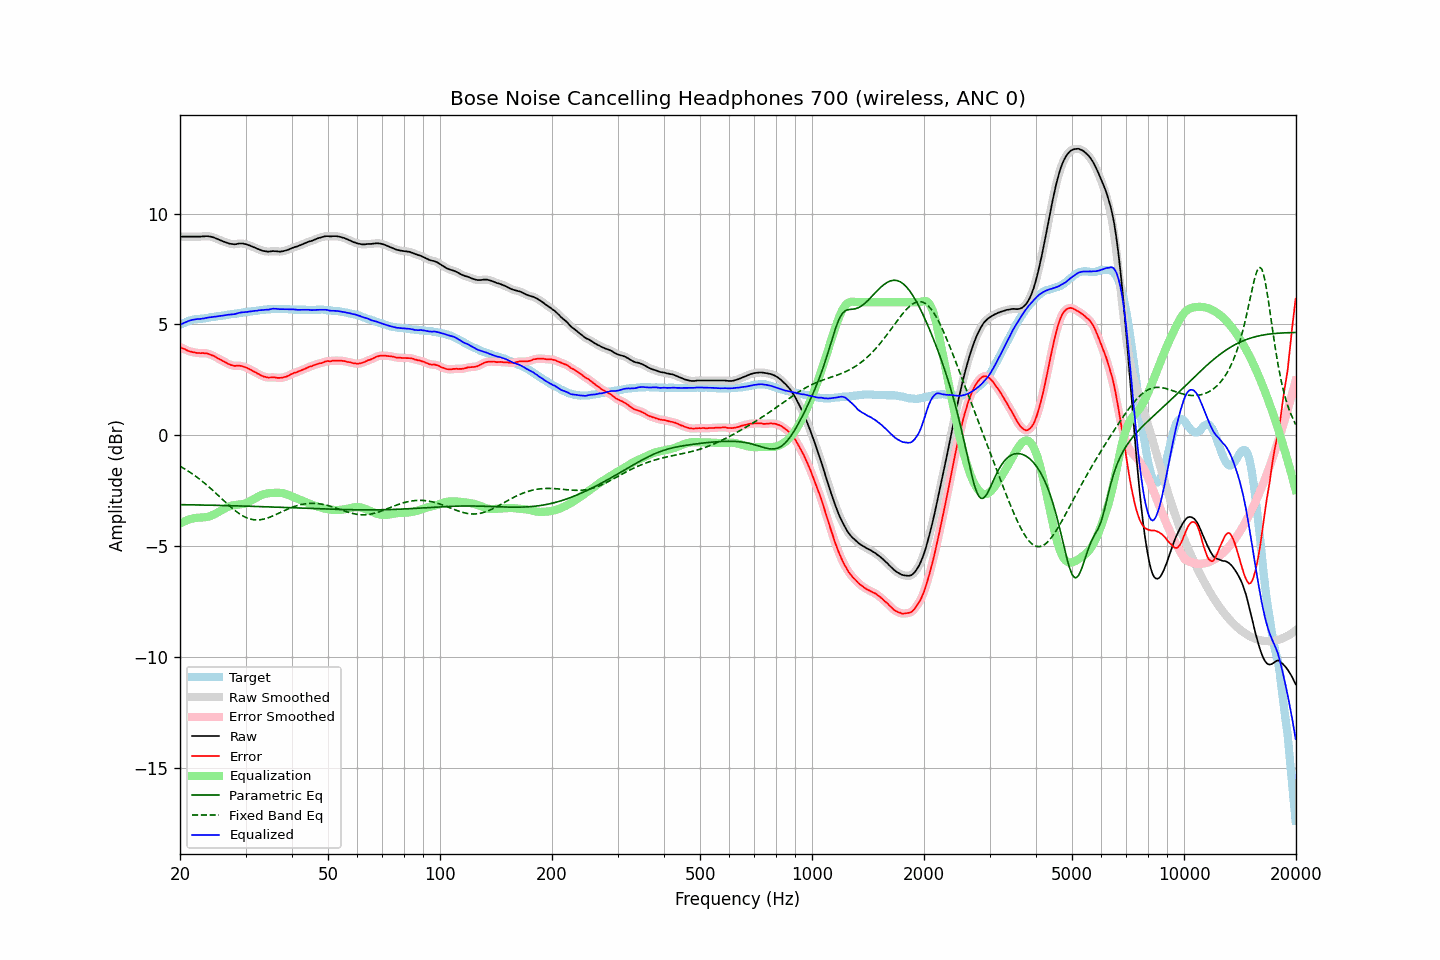 Bose Noise Cancelling Headphones 700 (wireless, ANC 0)
10
5
0
−5
−10
−15
Amplitude (dBr)
Target
Raw Smoothed
Error Smoothed
Raw
Error
Equalization
Parametric Eq
Fixed Band Eq
Equalized
20 50 100 200 500 1000 2000 5000 10000 20000
Frequency (Hz)